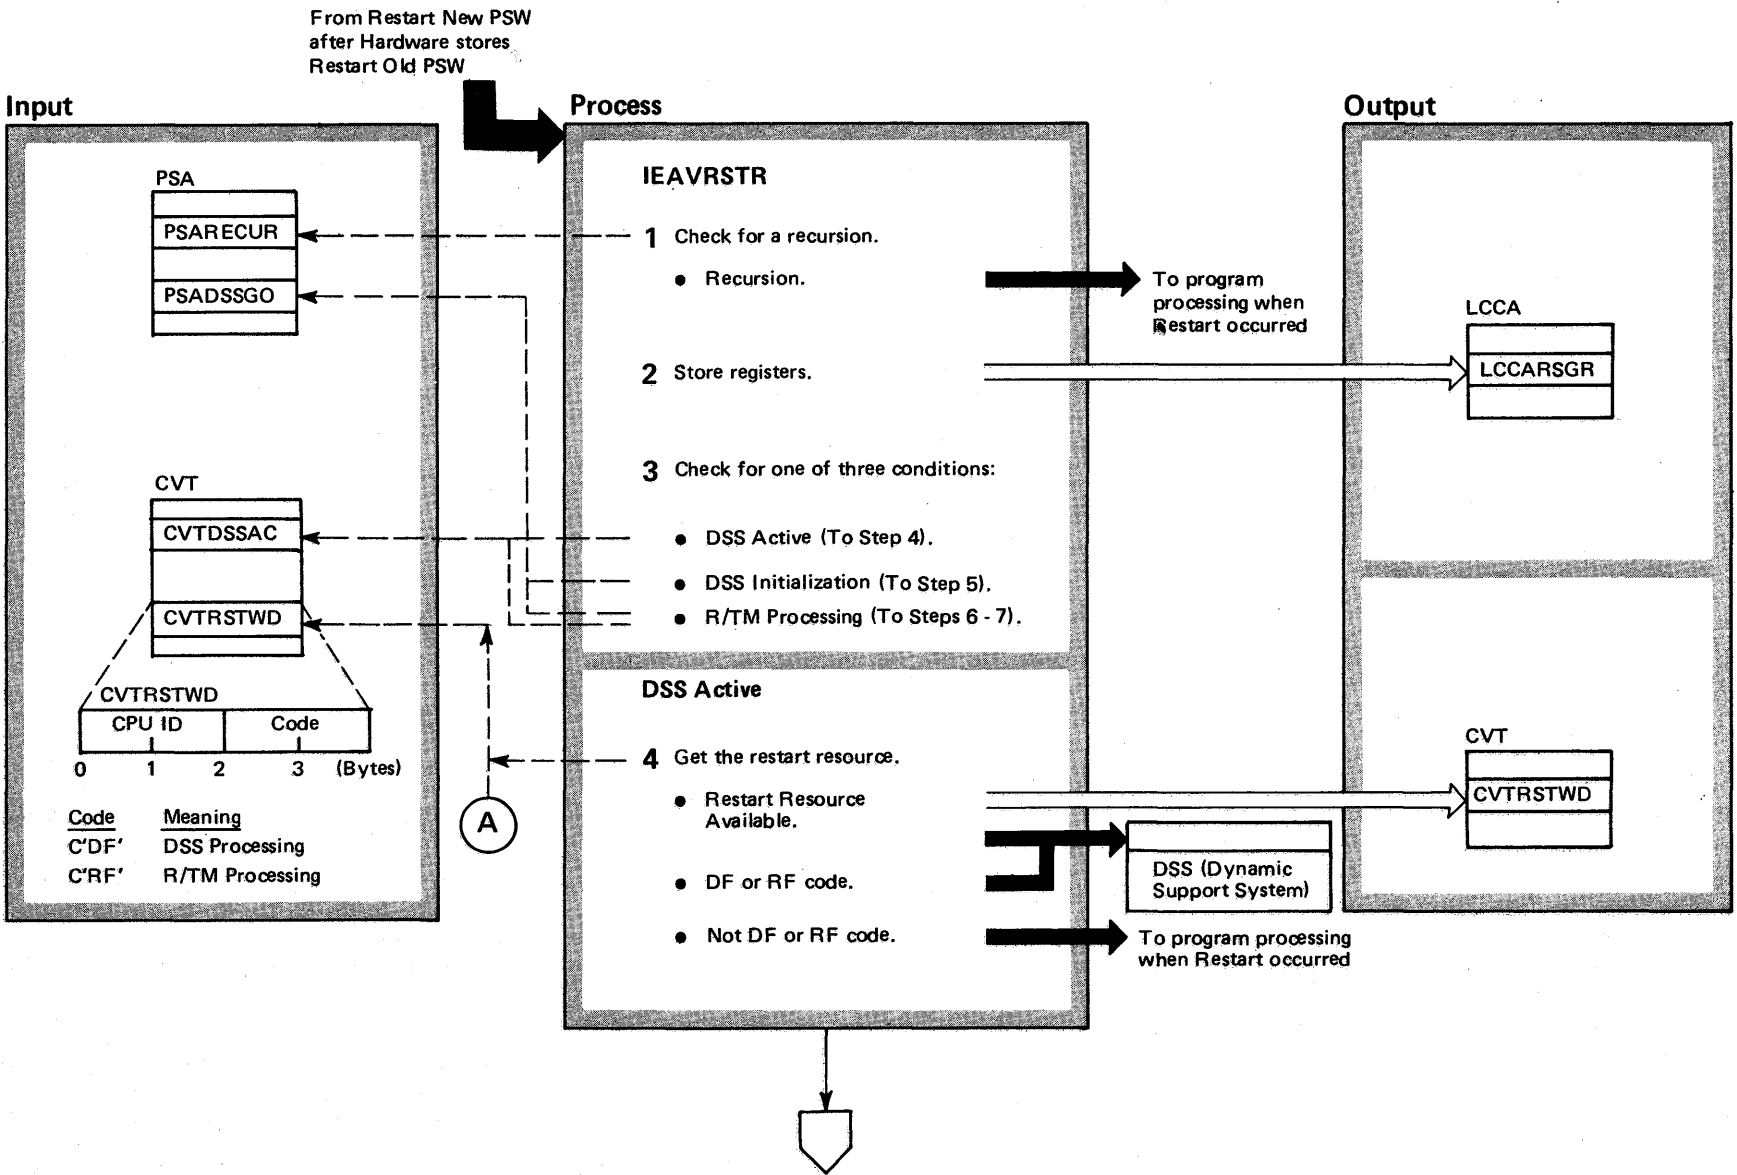 From Restart New PSW
after Hardware stores
Restart Old PSW
Input
PSA
PSARECUR
PSADSSGO
CVT
CVTDSSAC
CVTRSTWD
CVTRSTWD
CPU ID Code
0 1 2 3 (Bytes)
Code Meaning
C'DF' DSS Processing
C'RF' R/TM Processing
A
Process
IEAVRSTR
1 Check for a recursion.
• Recursion.
To program
processing when
Restart occurred
2 Store registers.
3 Check for one of three conditions:
• DSS Active (To Step 4).
• DSS Initialization (To Step 5).
• R/TM Processing (To Steps 6 - 7).
DSS Active
4 Get the restart resource.
• Restart Resource
Available.
• DF or RF code.
DSS (Dynamic
Support System)
• Not DF or RF code.
To program processing
when Restart occurred
Output
LCCA
LCCARSGR
CVT
CVTRSTWD